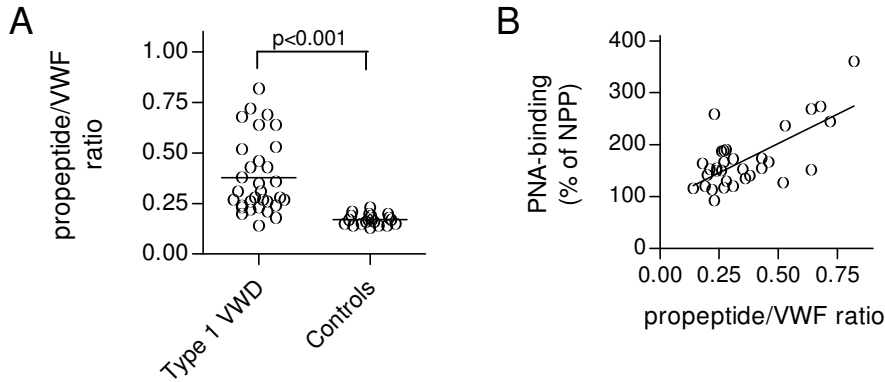 A
propeptide/VWF
ratio
1.00
0.75
0.50
0.25
0.00
p<0.001
Type 1 VWD
Controls
B
PNA-binding
(% of NPP)
400
300
200
100
0
0.00 0.25 0.50 0.75
propeptide/VWF ratio